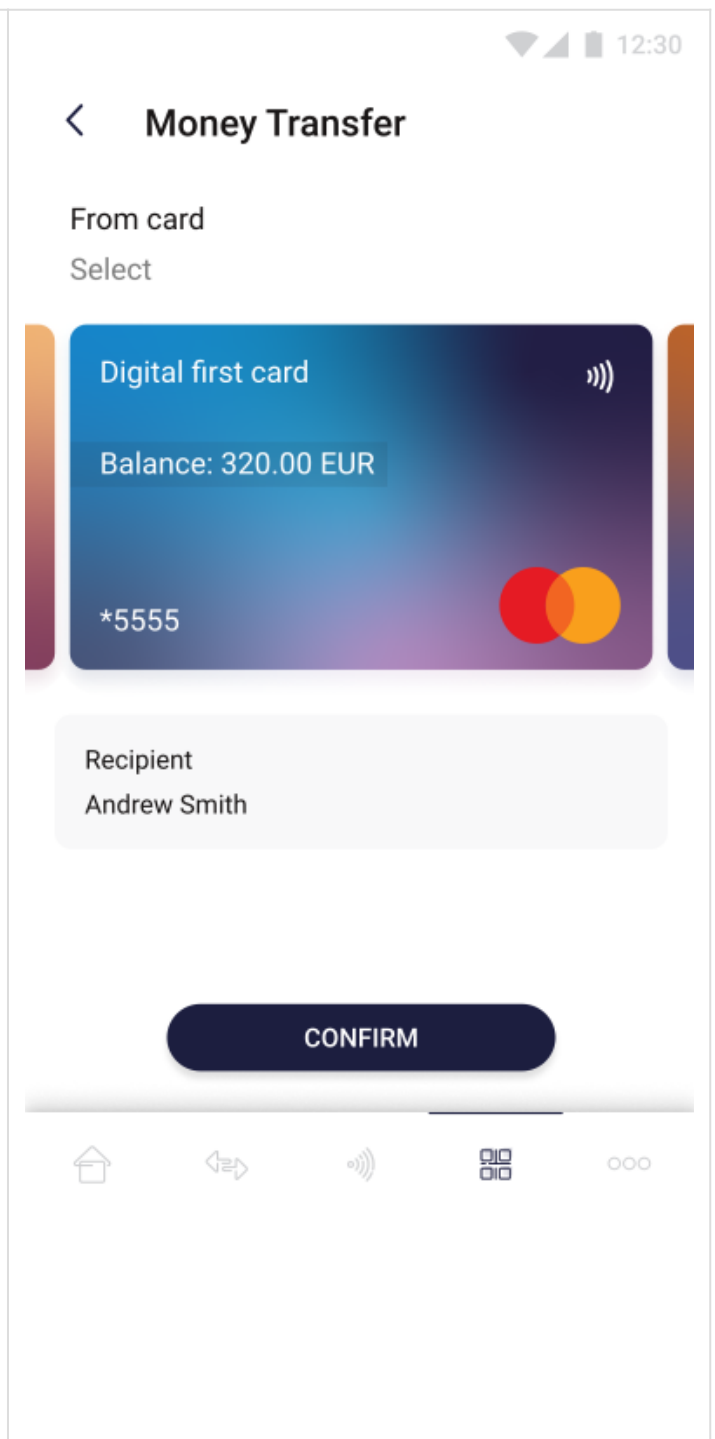 12:30
Money Transfer
From card
Select
Digital first card
Balance: 320.00 EUR
*5555
Recipient
Andrew Smith
CONFIRM